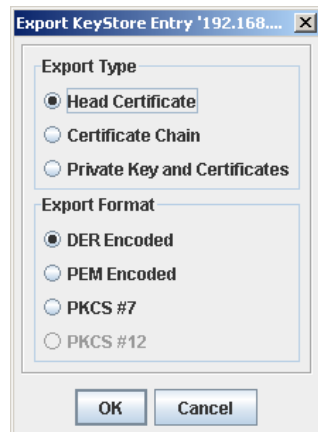 Export KeyStore Entry '192.168....
Export Type
Head Certificate
Certificate Chain
Private Key and Certificates
Export Format
DER Encoded
PEM Encoded
PKCS #7
PKCS #12
OK Cancel